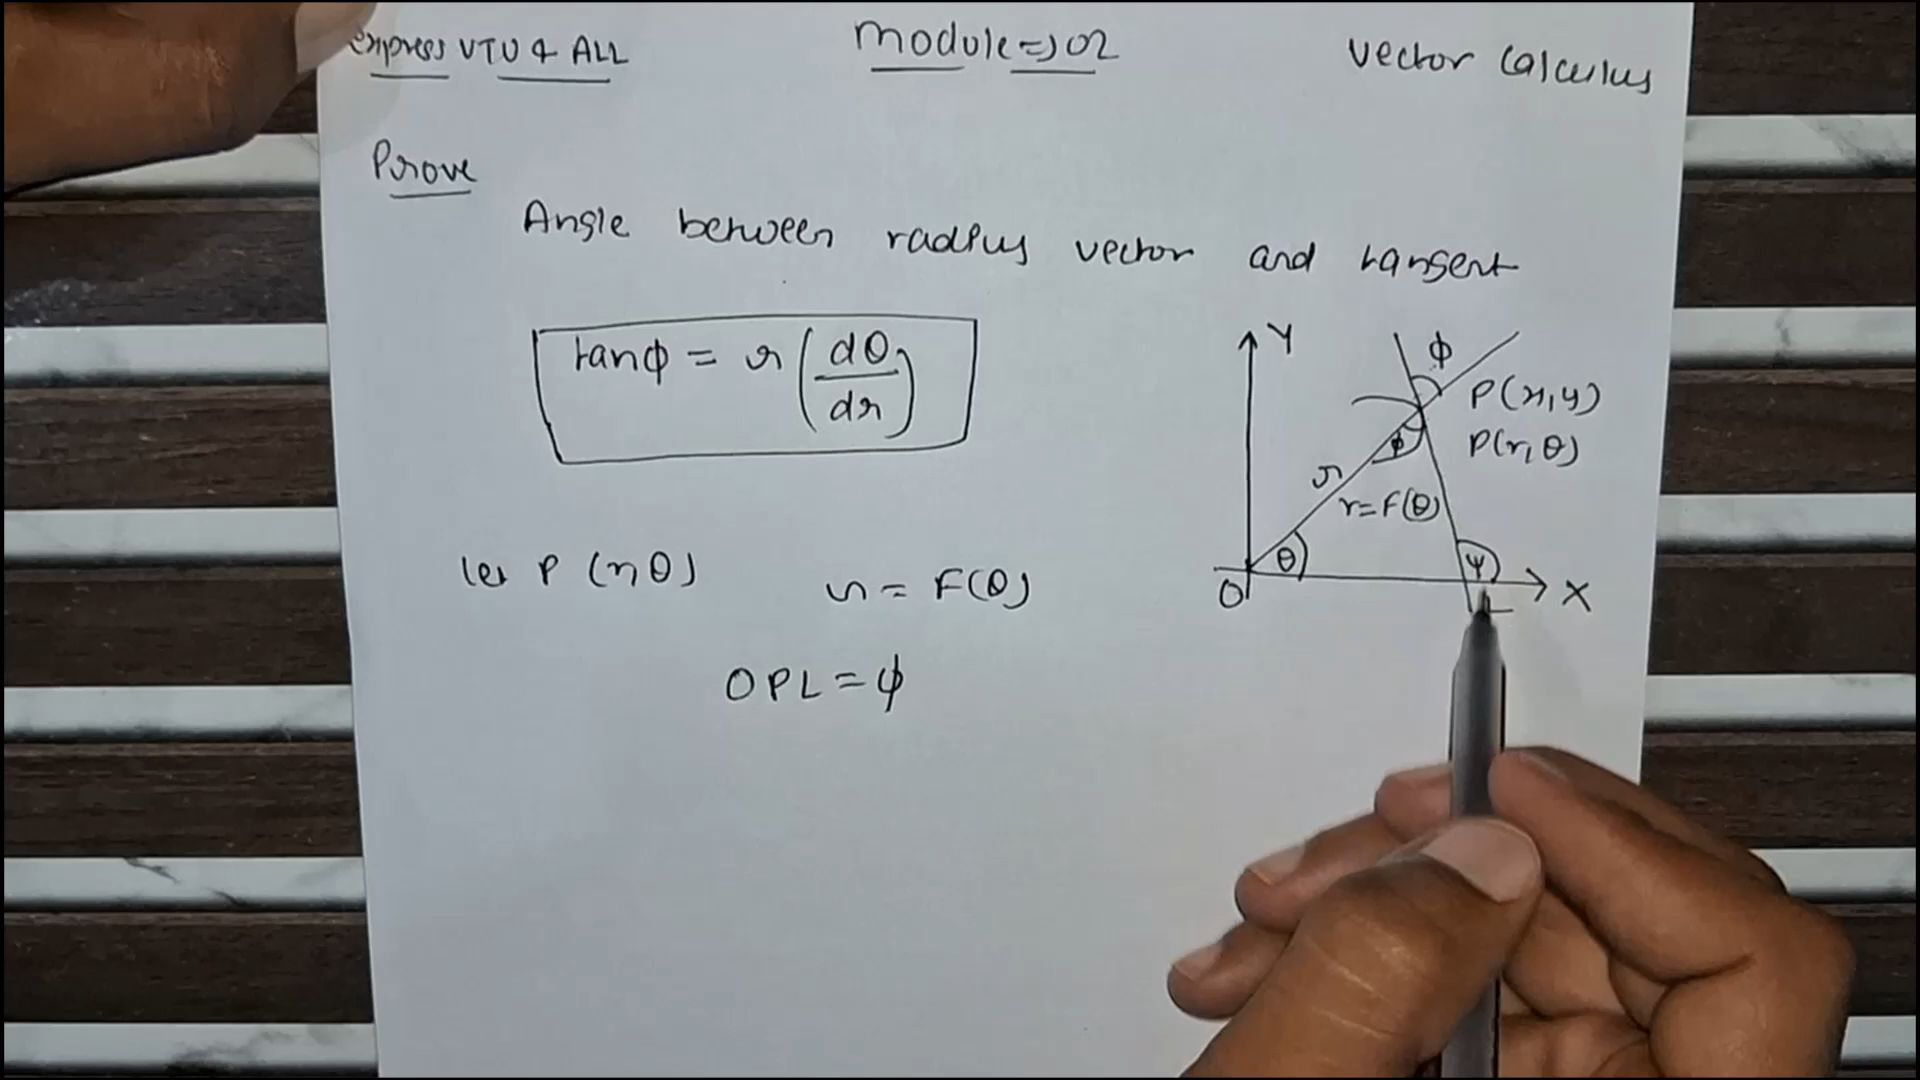 express VTU & ALL
Module => 02
Vector Calculus
Prove
Angle between radius vector and tangent
tanϕ = r (dθ/dr)
Y
ϕ
P(x,y)
P(r,θ)
ϕ
r
r=F(θ)
θ
ψ
O
L
X
let P (r,θ) r = F(θ)
OPL = ϕ